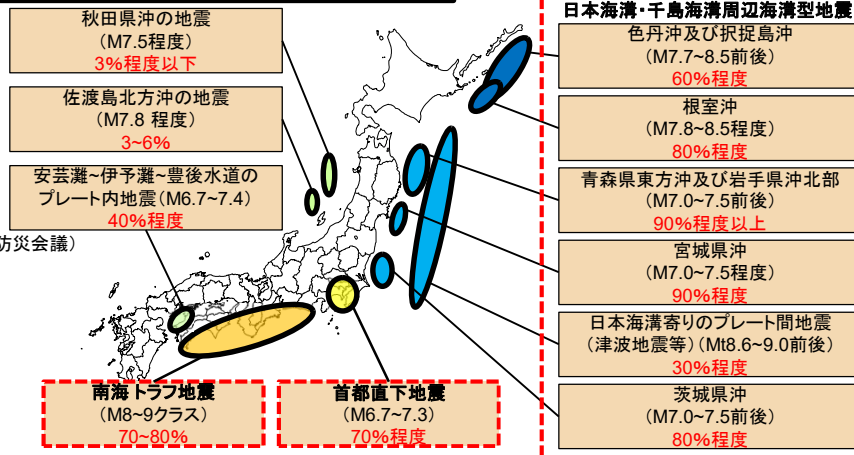 秋田県沖の地震
(M7.5程度)
3%程度以下
佐渡島北方沖の地震
(M7.8 程度)
3~6%
安芸灘~伊予灘~豊後水道の
プレート内地震(M6.7~7.4)
40%程度
防災会議)
南海トラフ地震
(M8~9クラス)
70~80%
首都直下地震
(M6.7~7.3)
70%程度
日本海溝・千島海溝周辺海溝型地震
色丹沖及び択捉島沖
(M7.7~8.5前後)
60%程度
根室沖
(M7.8~8.5程度)
80%程度
青森県東方沖及び岩手県沖北部
(M7.0~7.5前後)
90%程度以上
宮城県沖
(M7.0~7.5程度)
90%程度
日本海溝寄りのプレート間地震
(津波地震等)(Mt8.6~9.0前後)
30%程度
茨城県沖
(M7.0~7.5前後)
80%程度